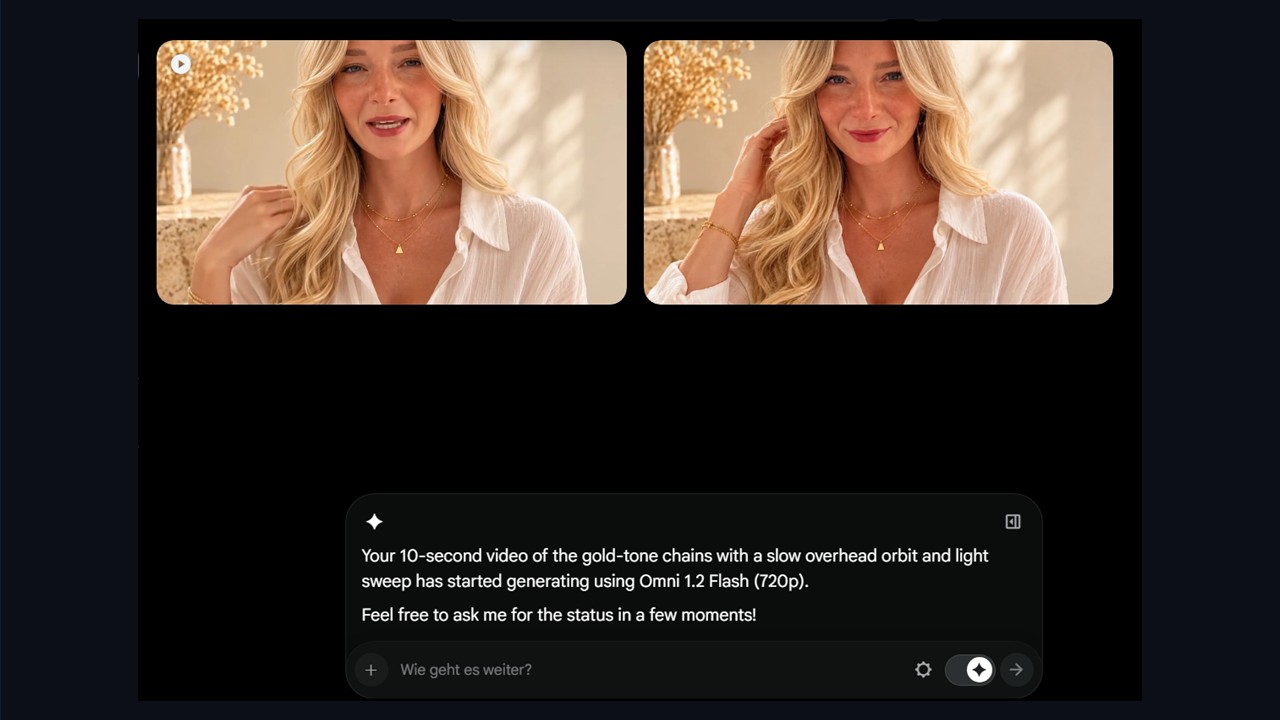 Your 10-second video of the gold-tone chains with a slow overhead orbit and light
sweep has started generating using Omni 1.2 Flash (720p).
Feel free to ask me for the status in a few moments!
Wie geht es weiter?